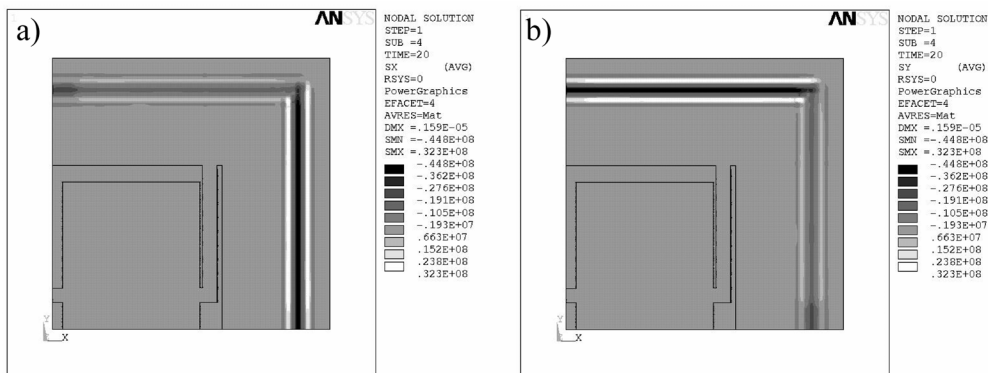 a)
ANSYS
NODAL SOLUTION
STEP=1
SUB =4
TIME=20
SX (AVG)
RSYS=0
PowerGraphics
EFACET=4
AVRES=Mat
DMX =.159E-05
SMN =-.448E+08
SMX =.323E+08
-.448E+08
-.362E+08
-.276E+08
-.191E+08
-.105E+08
-.193E+07
.663E+07
.152E+08
.238E+08
.323E+08
Y
X
b)
ANSYS
NODAL SOLUTION
STEP=1
SUB =4
TIME=20
SY (AVG)
RSYS=0
PowerGraphics
EFACET=4
AVRES=Mat
DMX =.159E-05
SMN =-.448E+08
SMX =.323E+08
-.448E+08
-.362E+08
-.276E+08
-.191E+08
-.105E+08
-.193E+07
.663E+07
.152E+08
.238E+08
.323E+08
Y
X